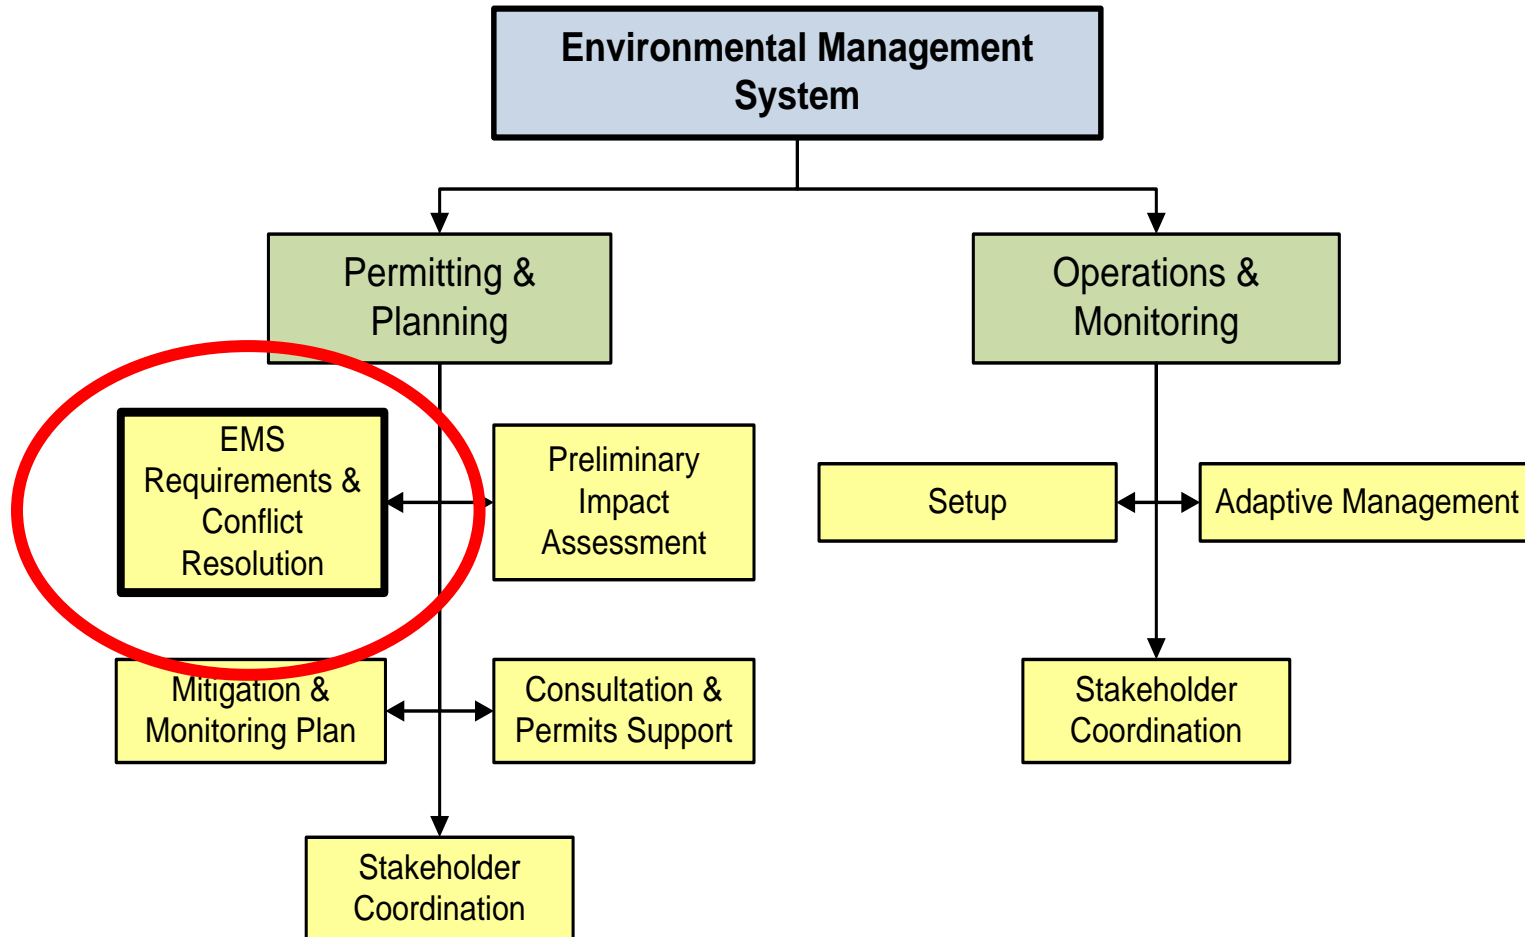 Environmental Management
System
Permitting &
Planning
Operations &
Monitoring
EMS
Requirements &
Conflict
Resolution
Preliminary
Impact
Assessment
Setup
Adaptive Management
Mitigation &
Monitoring Plan
Consultation &
Permits Support
Stakeholder
Coordination
Stakeholder
Coordination